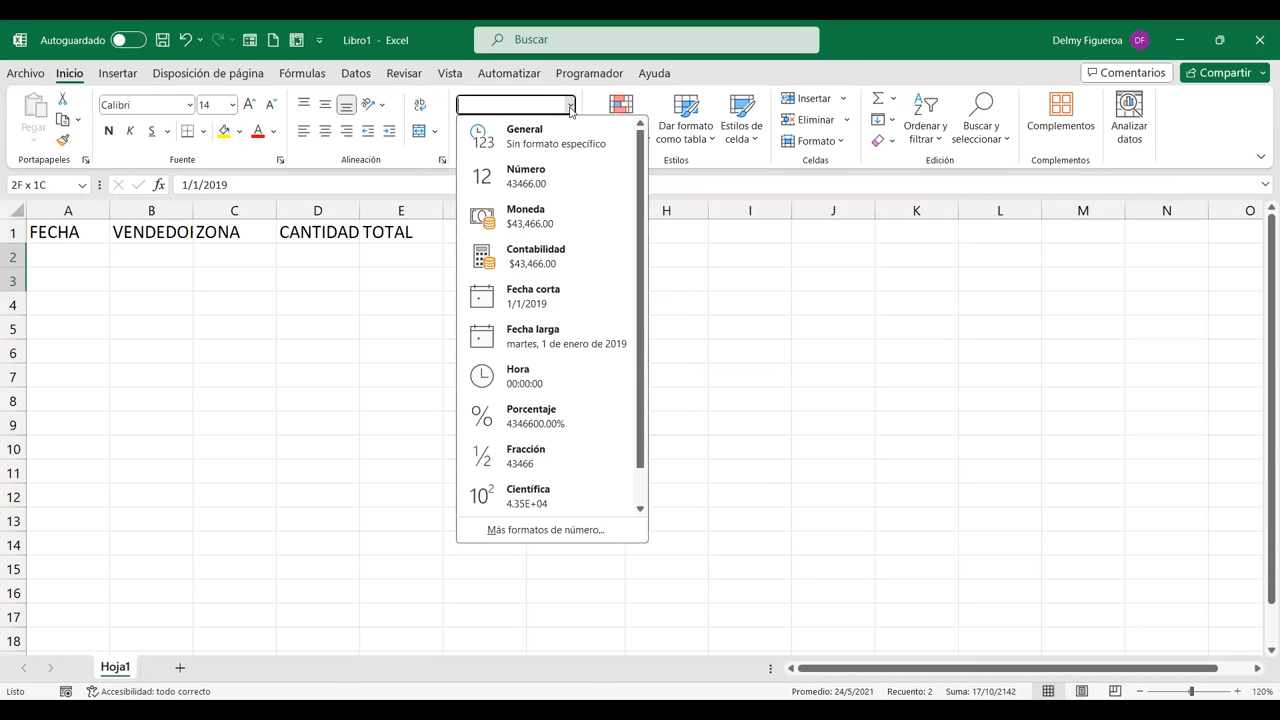 Autoguardado
Libro1 - Excel
Buscar
Delmy Figueroa DF
Archivo Inicio Insertar Disposición de página Fórmulas Datos Revisar Vista Automatizar Programador Ayuda
Comentarios Compartir
Pegar
Portapapeles
Calibri 14
N K S
Fuente
Alineación
Dar formato como tabla
Estilos de celda
Estilos
Insertar
Eliminar
Formato
Celdas
Ordenar y filtrar
Buscar y seleccionar
Edición
Complementos
Complementos
Analizar datos
2F x 1C
fx 1/1/2019
General
Sin formato específico
Número
43466.00
Moneda
$43,466.00
Contabilidad
$43,466.00
Fecha corta
1/1/2019
Fecha larga
martes, 1 de enero de 2019
Hora
00:00:00
Porcentaje
4346600.00%
Fracción
43466
Científica
4.35E+04
Más formatos de número...
A B C D E H I J K L M N O
1 FECHA VENDEDOR ZONA CANTIDAD TOTAL
2
3
4
5
6
7
8
9
10
11
12
13
14
15
16
17
18
Hoja1
Listo
Accesibilidad: todo correcto
Promedio: 24/5/2021 Recuento: 2 Suma: 17/10/2142
120%